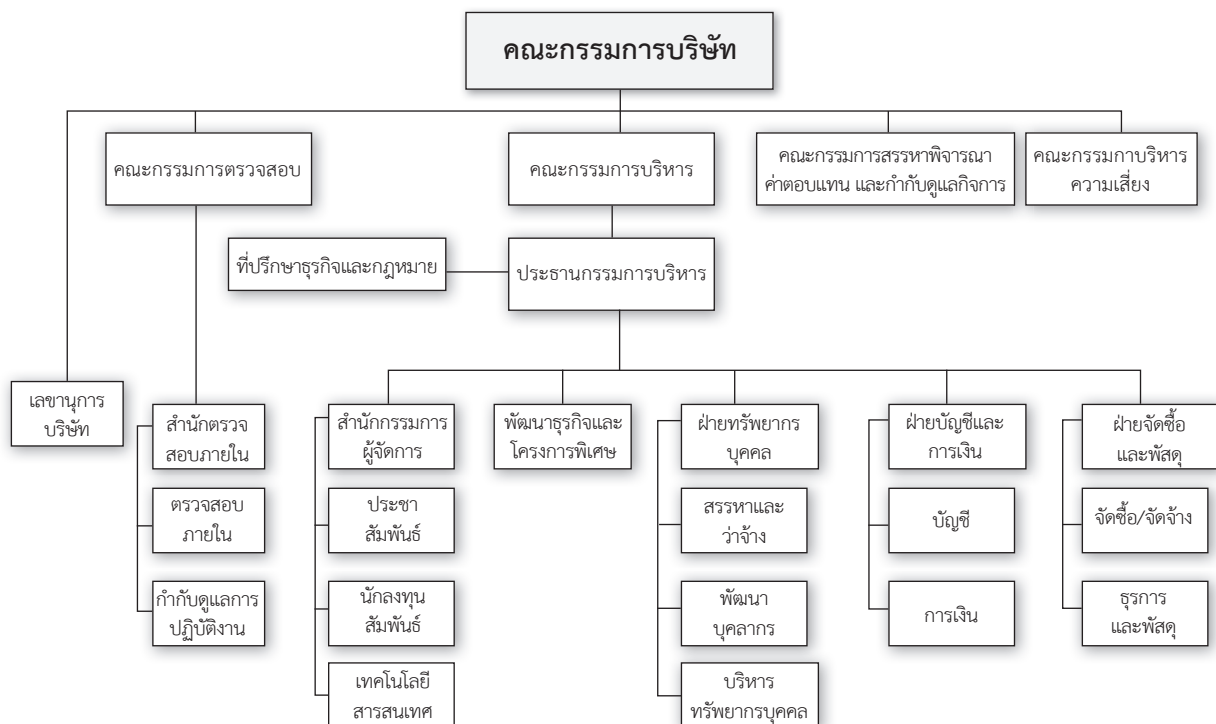 คณะกรรมการบริษัท
คณะกรรมการตรวจสอบ
คณะกรรมการบริหาร
คณะกรรมการสรรหาพิจารณา
ค่าตอบแทน และกำกับดูแลกิจการ
คณะกรรมกาบริหาร
ความเสี่ยง
ที่ปรึกษาธุรกิจและกฎหมาย
ประธานกรรมการบริหาร
เลขานุการ
บริษัท
สำนักตรวจ
สอบภายใน
ตรวจสอบ
ภายใน
กำกับดูแลการ
ปฏิบัติงาน
สำนักกรรมการ
ผู้จัดการ
ประชา
สัมพันธ์
นักลงทุน
สัมพันธ์
เทคโนโลยี
สารสนเทศ
พัฒนาธุรกิจและ
โครงการพิเศษ
ฝ่ายทรัพยากร
บุคคล
สรรหาและ
ว่าจ้าง
พัฒนา
บุคลากร
บริหาร
ทรัพยากรบุคคล
ฝ่ายบัญชีและ
การเงิน
บัญชี
การเงิน
ฝ่ายจัดซื้อ
และพัสดุ
จัดซื้อ/จัดจ้าง
ธุรการ
และพัสดุ